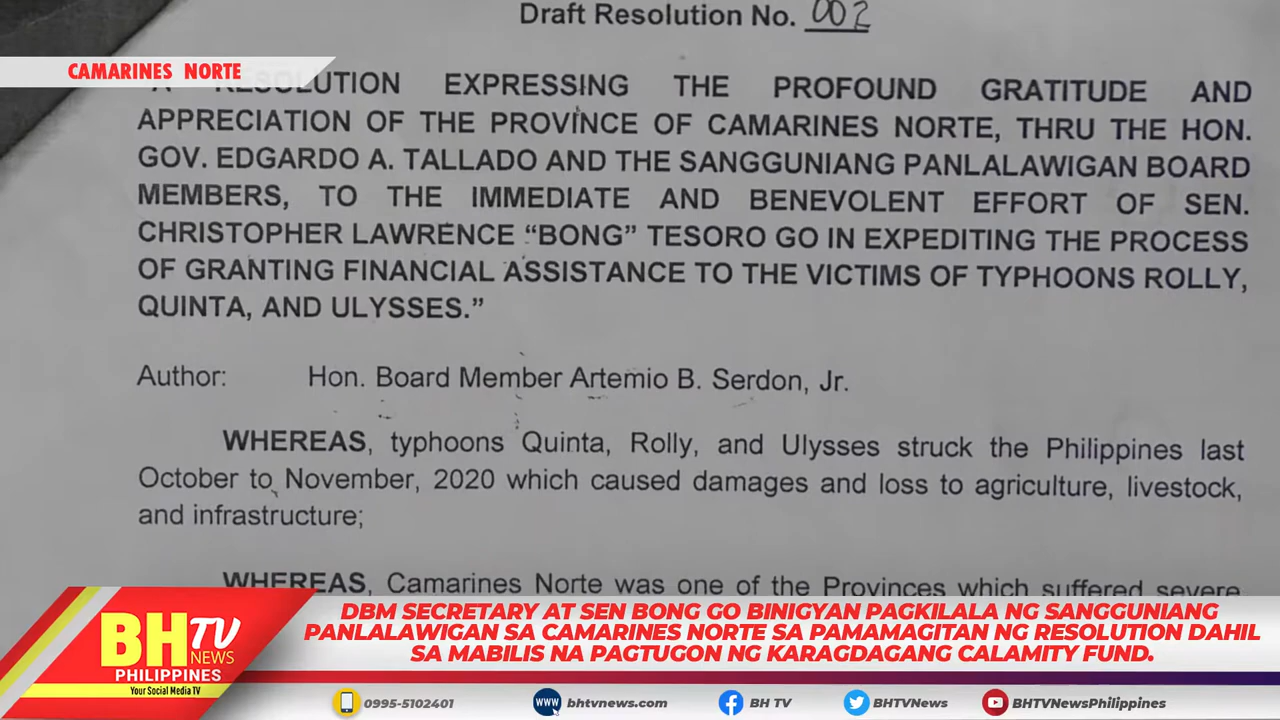 Draft Resolution No. 002
CAMARINES NORTE
"A RESOLUTION EXPRESSING THE PROFOUND GRATITUDE AND
APPRECIATION OF THE PROVINCE OF CAMARINES NORTE, THRU THE HON.
GOV. EDGARDO A. TALLADO AND THE SANGGUNIANG PANLALAWIGAN BOARD
MEMBERS, TO THE IMMEDIATE AND BENEVOLENT EFFORT OF SEN.
CHRISTOPHER LAWRENCE "BONG" TESORO GO IN EXPEDITING THE PROCESS
OF GRANTING FINANCIAL ASSISTANCE TO THE VICTIMS OF TYPHOONS ROLLY,
QUINTA, AND ULYSSES."
Author: Hon. Board Member Artemio B. Serdon, Jr.
WHEREAS, typhoons Quinta, Rolly, and Ulysses struck the Philippines last
October to November, 2020 which caused damages and loss to agriculture, livestock,
and infrastructure;
WHEREAS, Camarines Norte was one of the Provinces which suffered severe
DBM SECRETARY AT SEN BONG GO BINIGYAN PAGKILALA NG SANGGUNIANG
PANLALAWIGAN SA CAMARINES NORTE SA PAMAMAGITAN NG RESOLUTION DAHIL
SA MABILIS NA PAGTUGON NG KARAGDAGANG CALAMITY FUND.
BHTV
NEWS
PHILIPPINES
Your Social Media TV
0995-5102401
WWW bhtvnews.com
BH TV
BHTVNews
BHTVNewsPhilippines